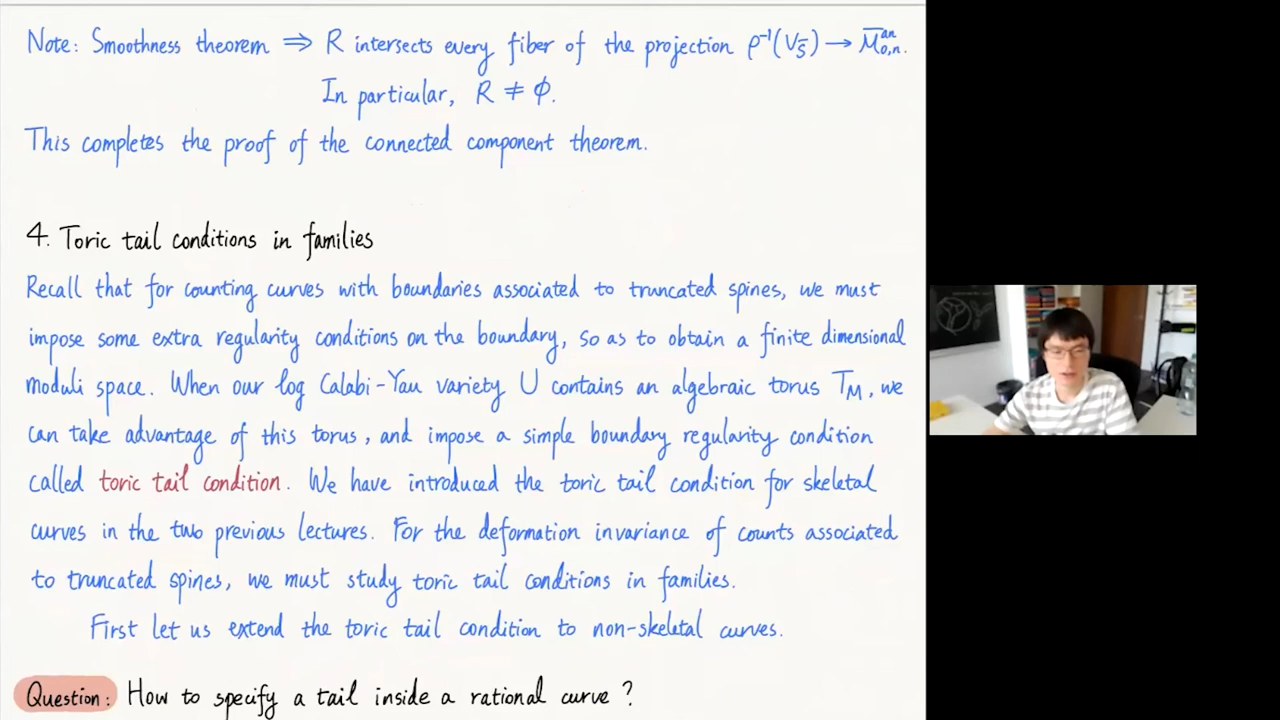 Note: Smoothness theorem ⟹ R intersects every fiber of the projection ρ⁻¹(V_S̄) → M̄₀,ₙᵃⁿ.
In particular, R ≠ ∅.
This completes the proof of the connected component theorem.
4. Toric tail conditions in families
Recall that for counting curves with boundaries associated to truncated spines, we must
impose some extra regularity conditions on the boundary, so as to obtain a finite dimensional
moduli space. When our log Calabi-Yau variety U contains an algebraic torus T_M, we
can take advantage of this torus, and impose a simple boundary regularity condition
called toric tail condition. We have introduced the toric tail condition for skeletal
curves in the two previous lectures. For the deformation invariance of counts associated
to truncated spines, we must study toric tail conditions in families.
First let us extend the toric tail condition to non-skeletal curves.
Question: How to specify a tail inside a rational curve?